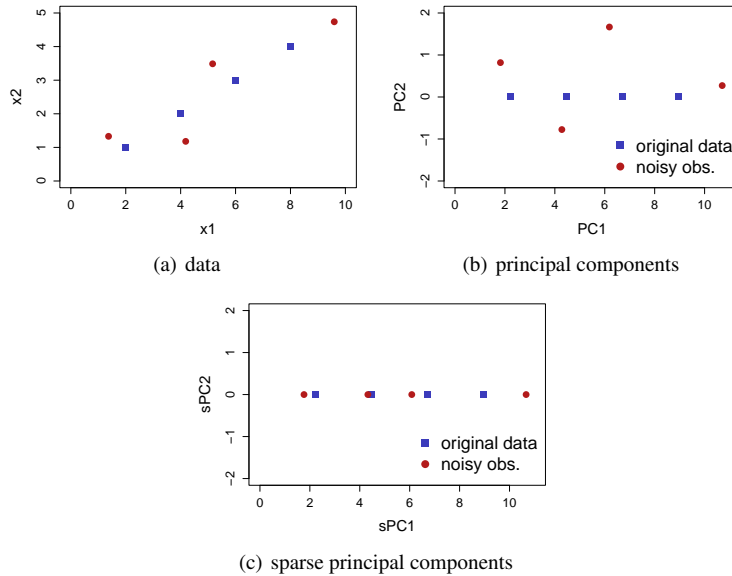 5
4
3
2
1
0
x2
0 2 4 6 8 10
x1
(a) data
2
1
0
−1
−2
PC2
original data
noisy obs.
0 2 4 6 8 10
PC1
(b) principal components
2
1
0
−1
−2
sPC2
original data
noisy obs.
0 2 4 6 8 10
sPC1
(c) sparse principal components